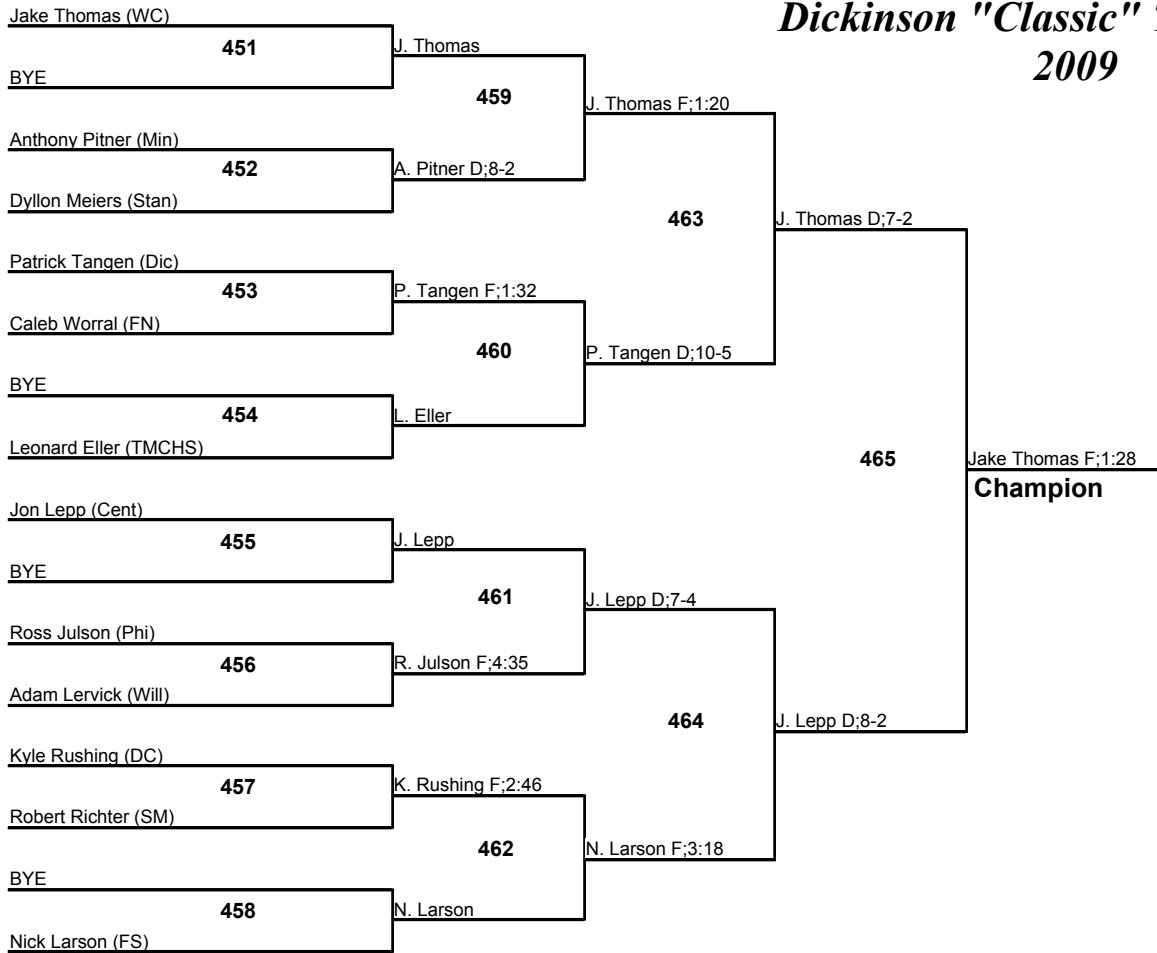 Dickinson "Classic"
2009
Jake Thomas (WC)
451
BYE
Anthony Pitner (Min)
452
Dyllon Meiers (Stan)
Patrick Tangen (Dic)
453
Caleb Worral (FN)
BYE
454
Leonard Eller (TMCHS)
Jon Lepp (Cent)
455
BYE
Ross Julson (Phi)
456
Adam Lervick (Will)
Kyle Rushing (DC)
457
Robert Richter (SM)
BYE
458
Nick Larson (FS)
J. Thomas
459
A. Pitner D;8-2
P. Tangen F;1:32
460
L. Eller
J. Lepp
461
R. Julson F;4:35
K. Rushing F;2:46
462
N. Larson
J. Thomas F;1:20
463
P. Tangen D;10-5
J. Lepp D;7-4
464
N. Larson F;3:18
J. Thomas D;7-2
465
J. Lepp D;8-2
Jake Thomas F;1:28
Champion